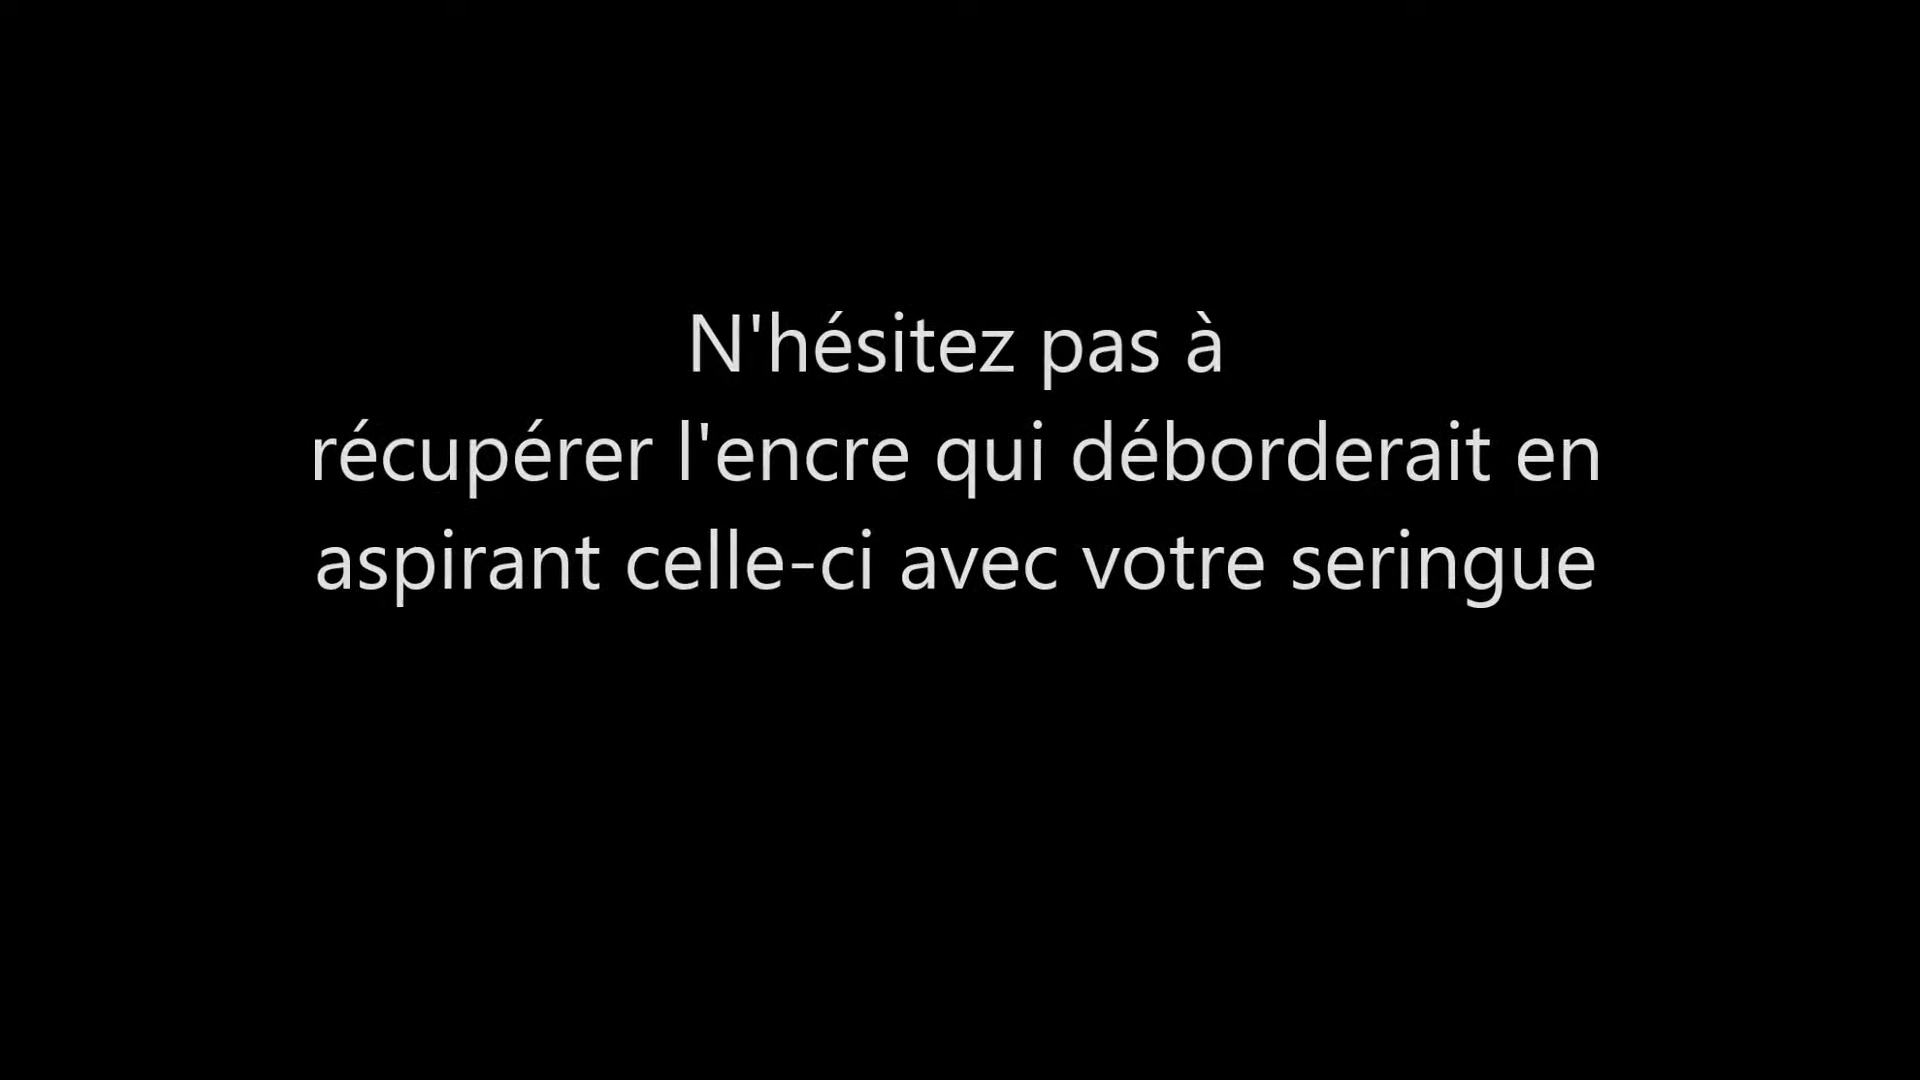 N'hésitez pas à
récupérer l'encre qui déborderait en
aspirant celle-ci avec votre seringue